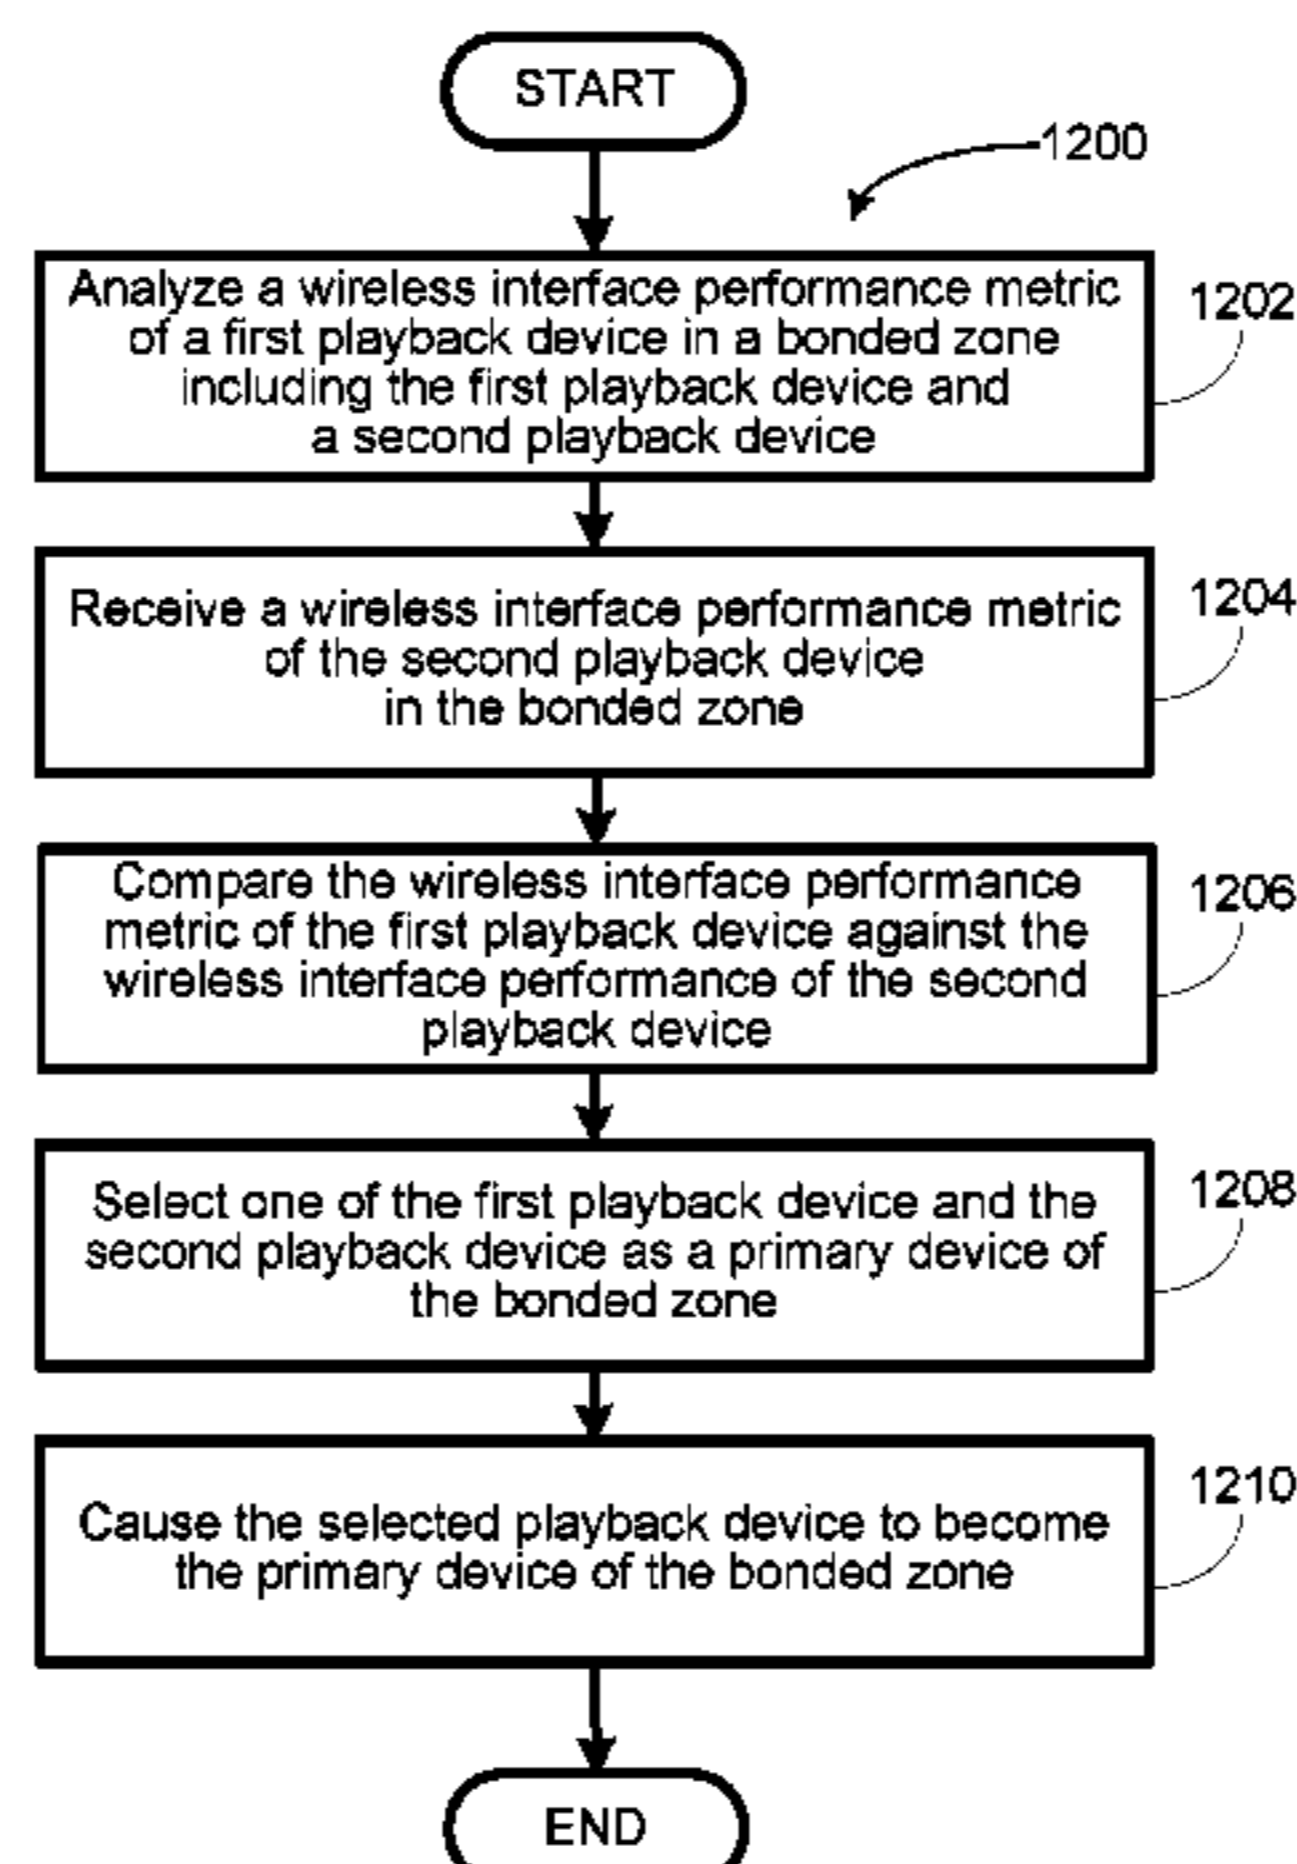 START
1200
Analyze a wireless interface performance metric
of a first playback device in a bonded zone
including the first playback device and
a second playback device
1202
Receive a wireless interface performance metric
of the second playback device
in the bonded zone
1204
Compare the wireless interface performance
metric of the first playback device against the
wireless interface performance of the second
playback device
1206
Select one of the first playback device and the
second playback device as a primary device of
the bonded zone
1208
Cause the selected playback device to become
the primary device of the bonded zone
1210
END